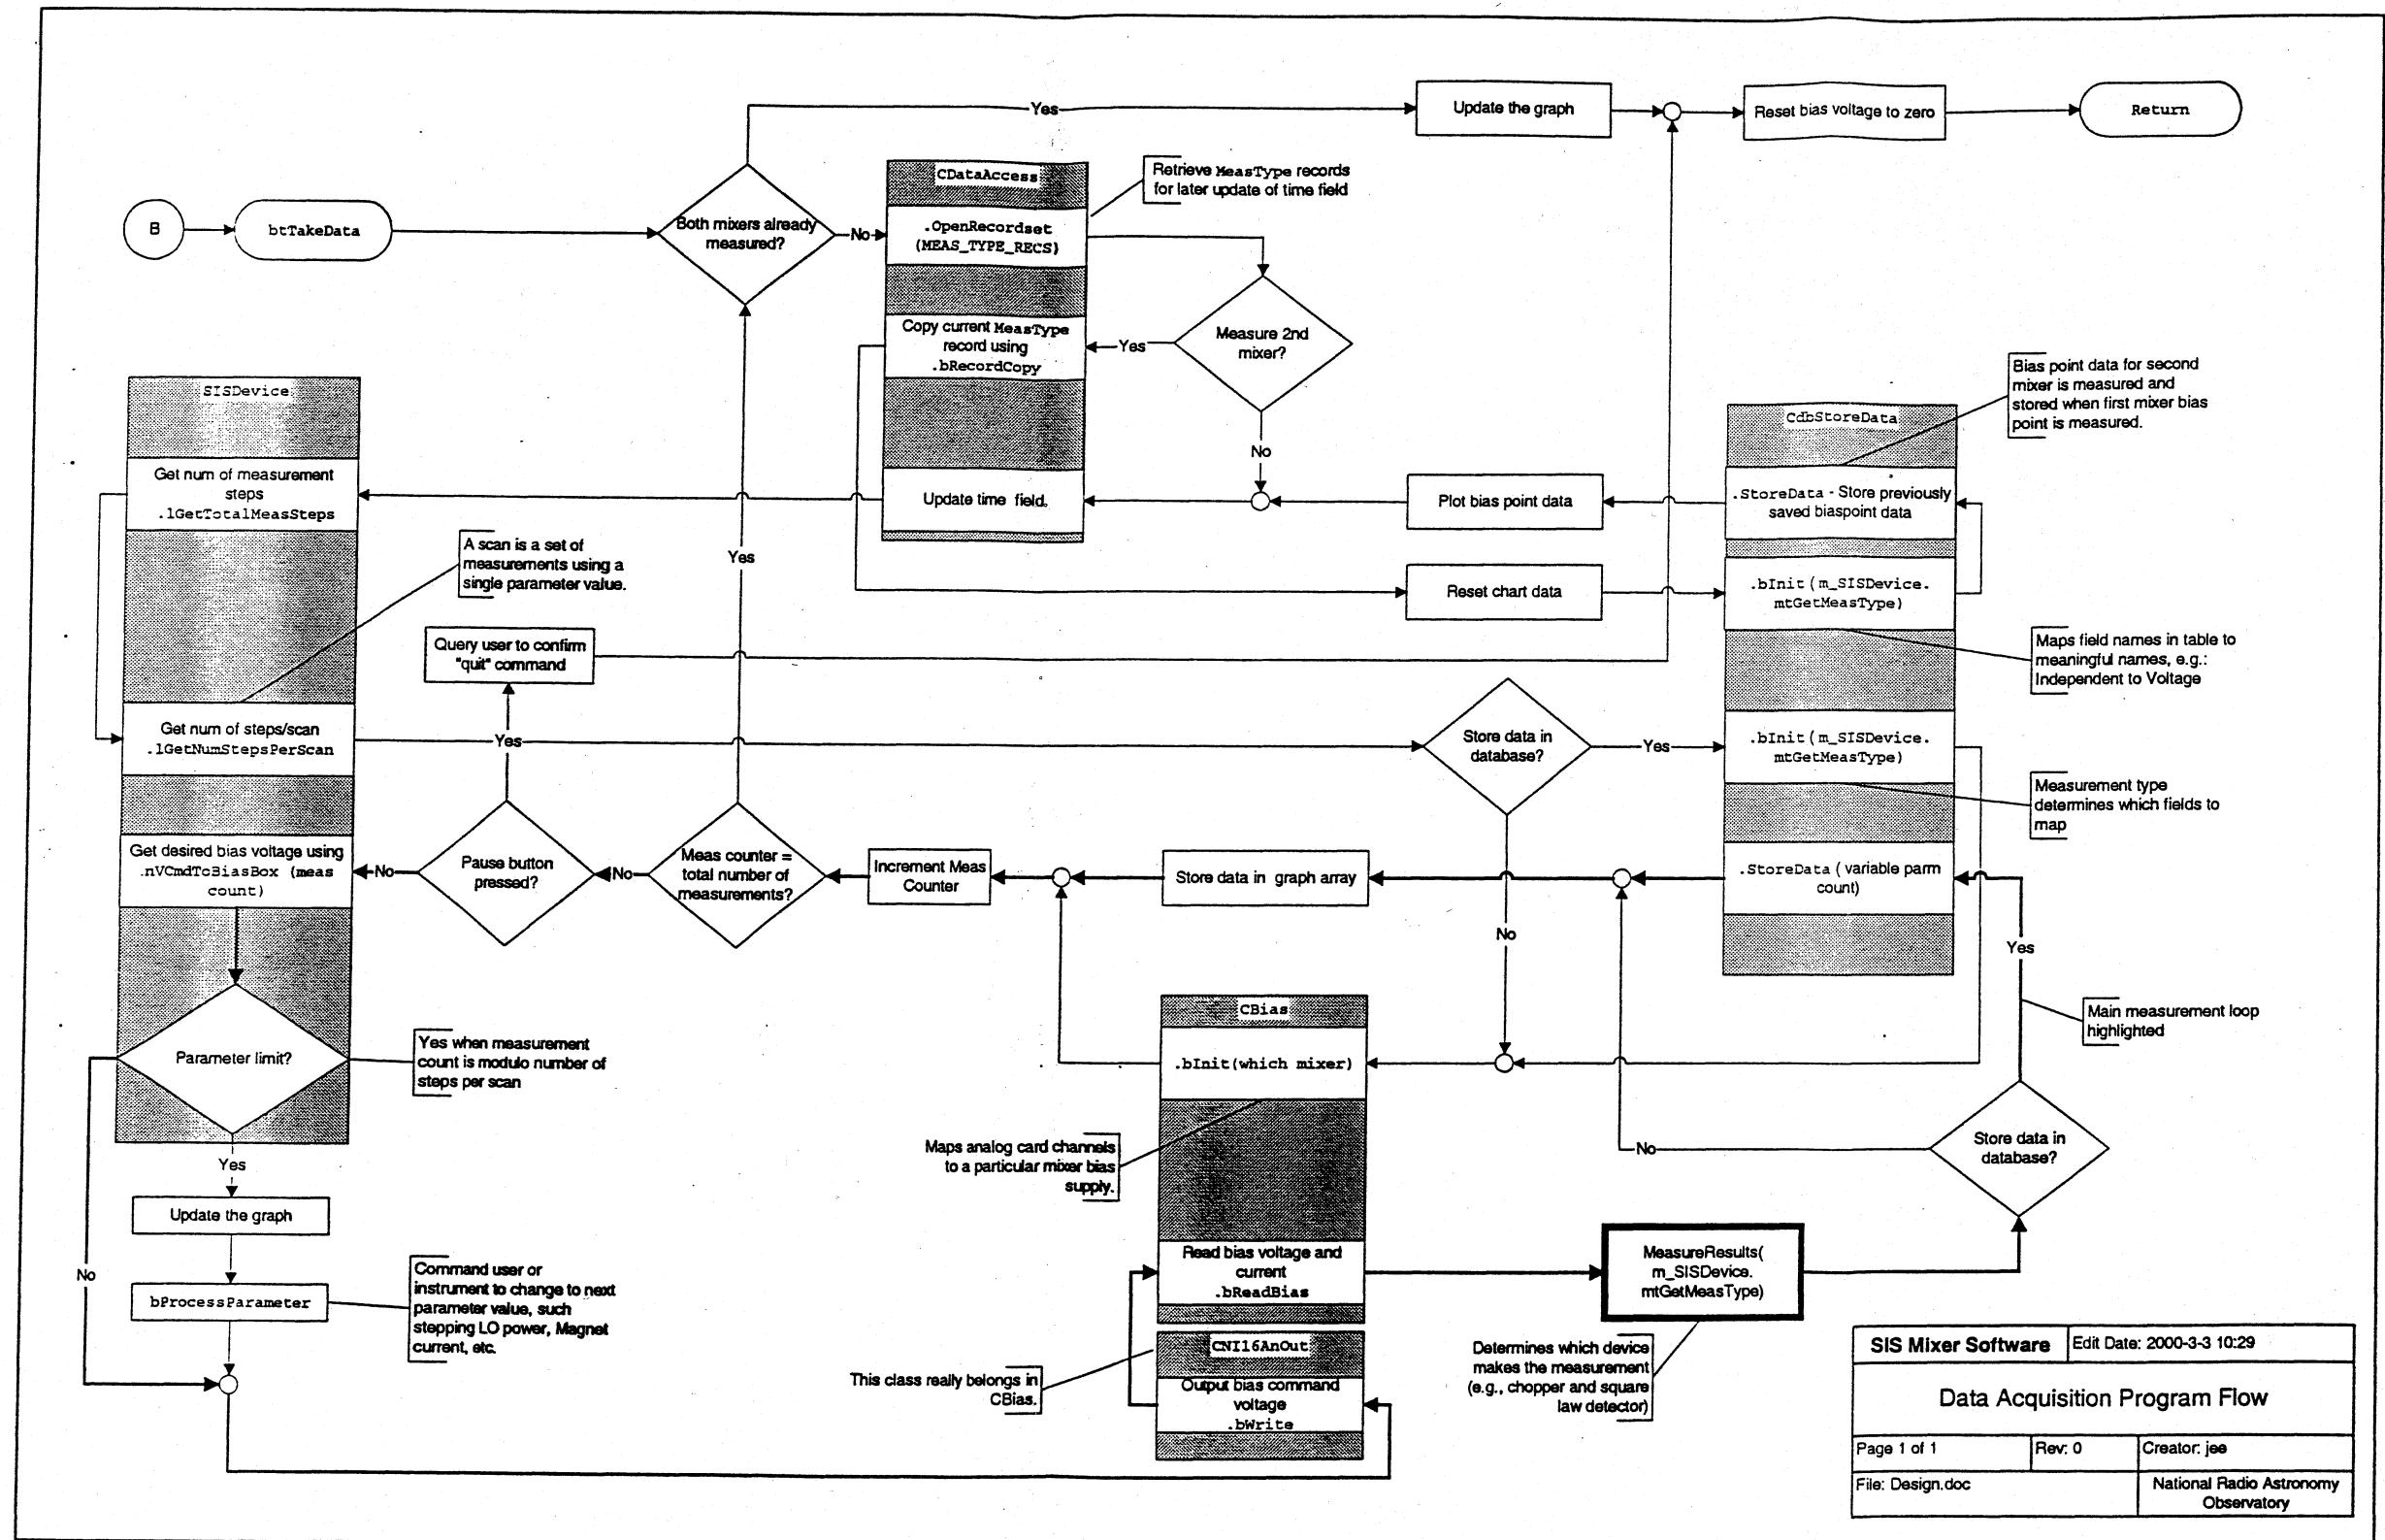 Yes
Update the graph
Reset bias voltage to zero
Return
B
btTakeData
Both mixers already
measured?
No
CDataAccess
.OpenRecordset
(MEAS_TYPE_RECS)
Retrieve MeasType records
for later update of time field
Copy current MeasType
record using
.bRecordCopy
Yes
Measure 2nd
mixer?
No
Update time field.
Plot bias point data
Reset chart data
SISDevice
Get num of measurement
steps
.lGetTotalMeasSteps
A scan is a set of
measurements using a
single parameter value.
Yes
Query user to confirm
"quit" command
Get num of steps/scan
.lGetNumStepsPerScan
Yes
Bias point data for second
mixer is measured and
stored when first mixer bias
point is measured.
CdbStoreData
.StoreData - Store previously
saved biaspoint data
.bInit(m_SISDevice.
mtGetMeasType)
Maps field names in table to
meaningful names, e.g.:
Independent to Voltage
Store data in
database?
Yes
.bInit(m_SISDevice.
mtGetMeasType)
Measurement type
determines which fields to
map
No
Get desired bias voltage using
.nVCmdToBiasBox (meas
count)
No
Pause button
pressed?
No
Meas counter =
total number of
measurements?
Increment Meas
Counter
Store data in graph array
.StoreData (variable parm
count)
Yes
Main measurement loop
highlighted
Parameter limit?
Yes when measurement
count is modulo number of
steps per scan
CBias
.bInit(which mixer)
Maps analog card channels
to a particular mixer bias
supply.
No
Store data in
database?
Yes
Update the graph
No
bProcessParameter
Command user or
instrument to change to next
parameter value, such
stepping LO power, Magnet
current, etc.
Read bias voltage and
current
.bReadBias
MeasureResults(
m_SISDevice.
mtGetMeasType)
Determines which device
makes the measurement
(e.g., chopper and square
law detector)
CNI16AnOut
This class really belongs in
CBias.
Output bias command
voltage
.bWrite
SIS Mixer Software
Edit Date: 2000-3-3 10:29
Data Acquisition Program Flow
Page 1 of 1
Rev: 0
Creator: jee
File: Design.doc
National Radio Astronomy
Observatory